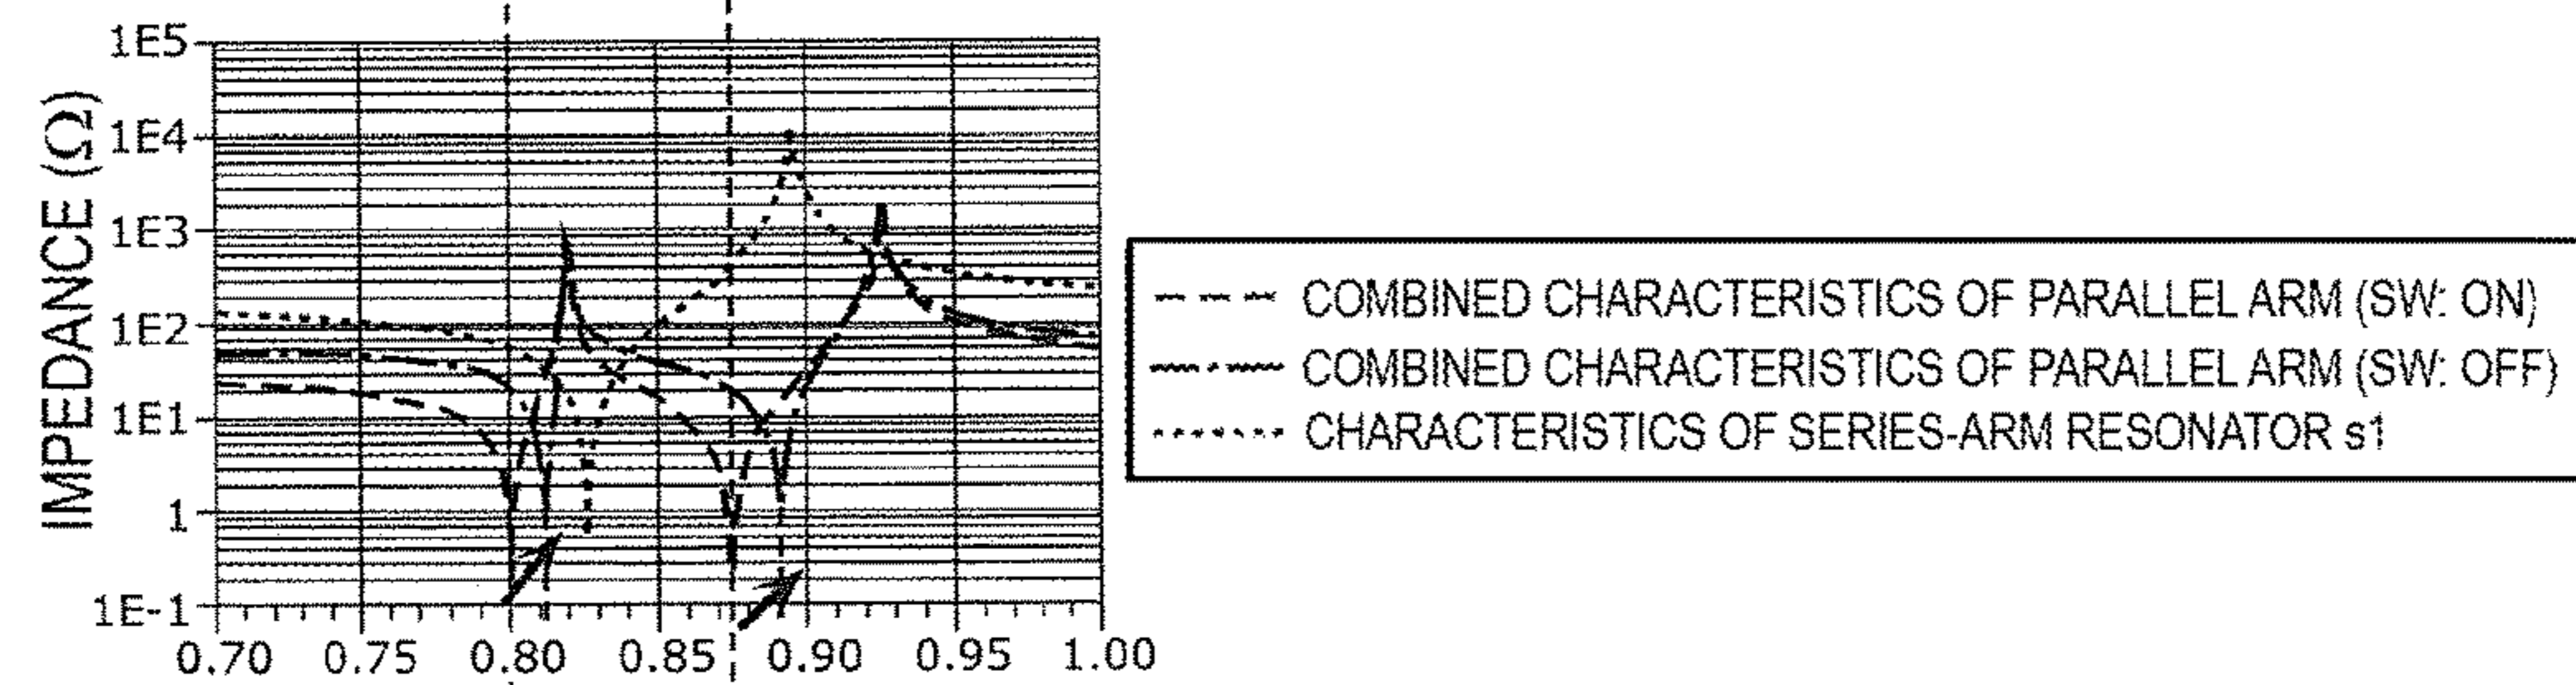 IMPEDANCE (Ω)
1E5
1E4
1E3
1E2
1E1
1
1E-1
0.70 0.75 0.80 0.85 0.90 0.95 1.00
COMBINED CHARACTERISTICS OF PARALLEL ARM (SW: ON)
COMBINED CHARACTERISTICS OF PARALLEL ARM (SW: OFF)
CHARACTERISTICS OF SERIES-ARM RESONATOR s1